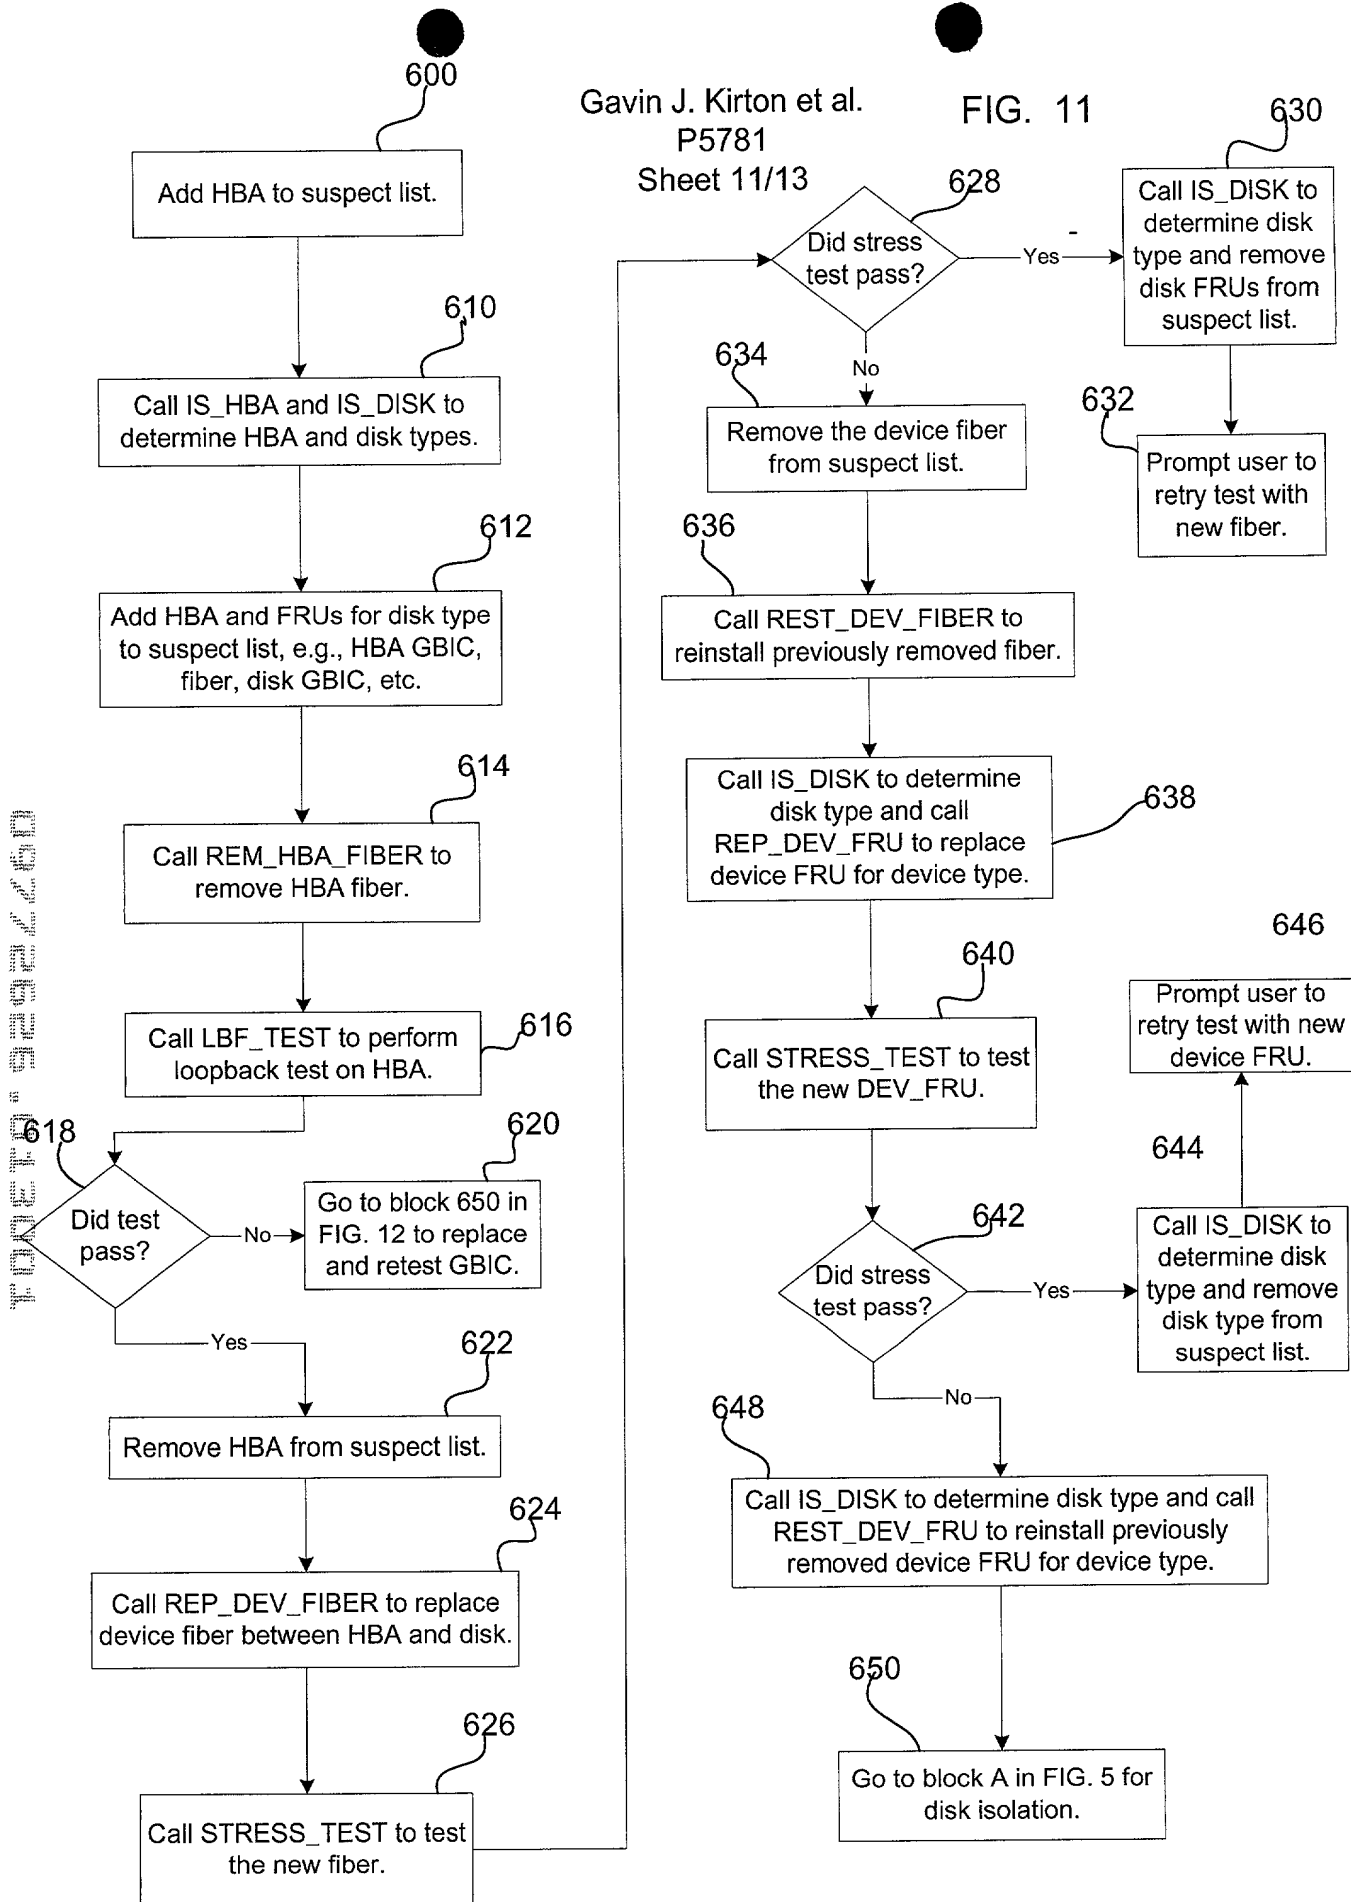 Gavin J. Kirton et al.
P5781
Sheet 11/13
FIG. 11
600
Add HBA to suspect list.
610
Call IS_HBA and IS_DISK to
determine HBA and disk types.
612
Add HBA and FRUs for disk type
to suspect list, e.g., HBA GBIC,
fiber, disk GBIC, etc.
614
Call REM_HBA_FIBER to
remove HBA fiber.
616
Call LBF_TEST to perform
loopback test on HBA.
618
Did test
pass?
No
620
Go to block 650 in
FIG. 12 to replace
and retest GBIC.
Yes
622
Remove HBA from suspect list.
624
Call REP_DEV_FIBER to replace
device fiber between HBA and disk.
626
Call STRESS_TEST to test
the new fiber.
628
Did stress
test pass?
Yes
630
Call IS_DISK to
determine disk
type and remove
disk FRUs from
suspect list.
632
Prompt user to
retry test with
new fiber.
No
634
Remove the device fiber
from suspect list.
636
Call REST_DEV_FIBER to
reinstall previously removed fiber.
638
Call IS_DISK to determine
disk type and call
REP_DEV_FRU to replace
device FRU for device type.
640
Call STRESS_TEST to test
the new DEV_FRU.
642
Did stress
test pass?
Yes
644
Call IS_DISK to
determine disk
type and remove
disk type from
suspect list.
646
Prompt user to
retry test with new
device FRU.
No
648
Call IS_DISK to determine disk type and call
REST_DEV_FRU to reinstall previously
removed device FRU for device type.
650
Go to block A in FIG. 5 for
disk isolation.